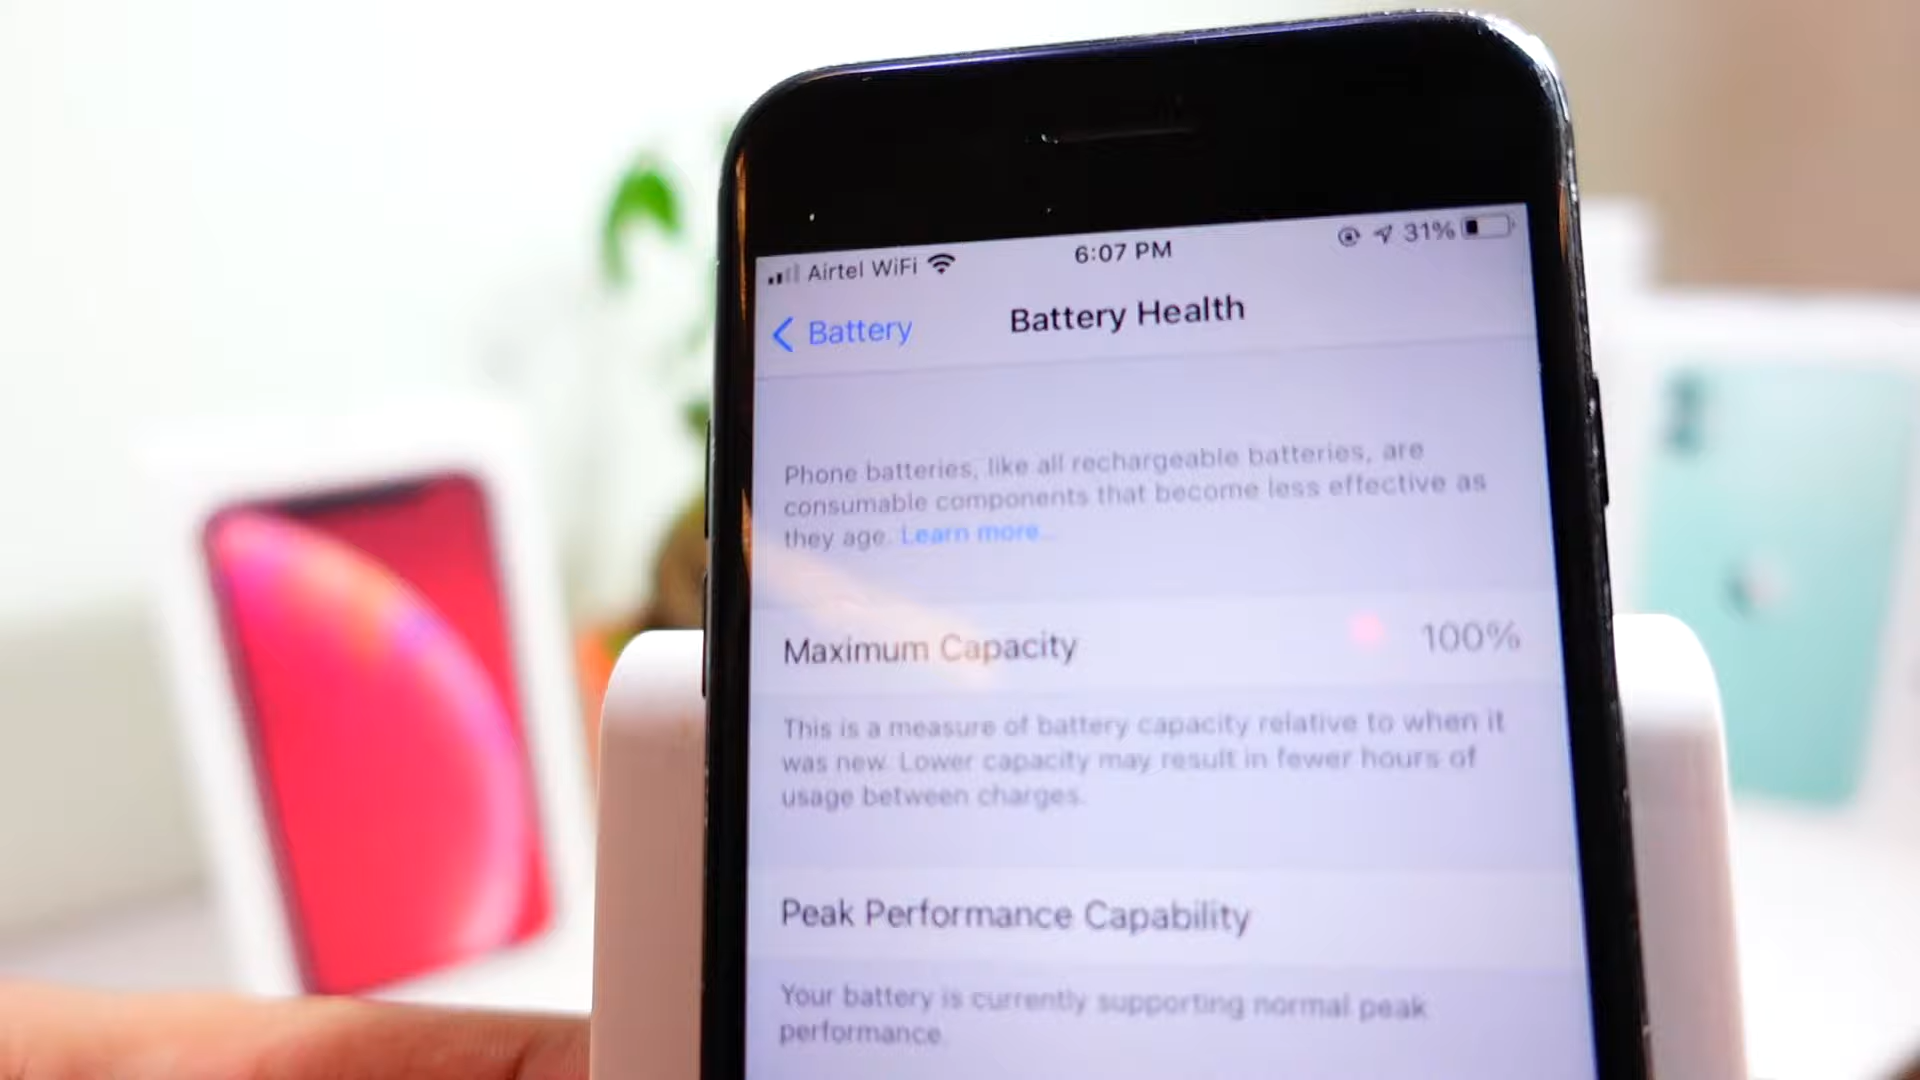 Airtel WiFi 6:07 PM 31%
Battery Battery Health
Phone batteries, like all rechargeable batteries, are
consumable components that become less effective as
they age. Learn more...
Maximum Capacity 100%
This is a measure of battery capacity relative to when it
was new. Lower capacity may result in fewer hours of
usage between charges.
Peak Performance Capability
Your battery is currently supporting normal peak
performance.